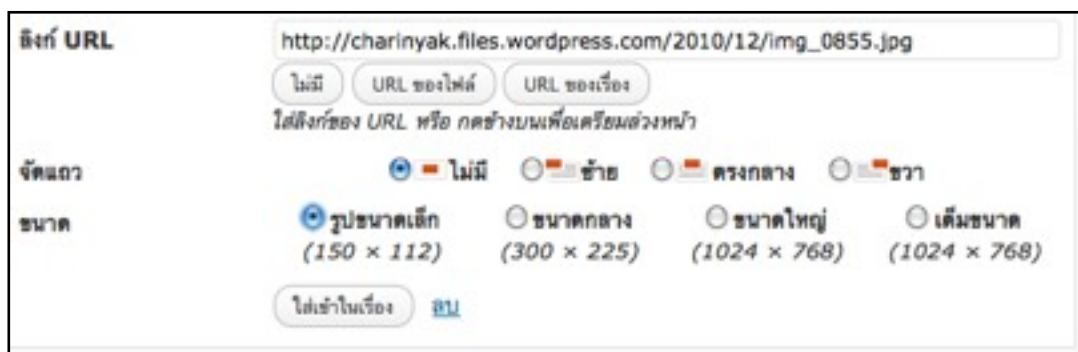 ลิงก์ URL http://charinyak.files.wordpress.com/2010/12/img_0855.jpg
ไม่มี URL ของไฟล์ URL ของเรื่อง
ใส่ลิงก์ของ URL หรือ กดข้างบนเพื่อเตรียมล่วงหน้า
จัดแถว ไม่มี ซ้าย ตรงกลาง ขวา
ขนาด รูปขนาดเล็ก ขนาดกลาง ขนาดใหญ่ เต็มขนาด
(150 × 112) (300 × 225) (1024 × 768) (1024 × 768)
ใส่เข้าในเรื่อง ลบ